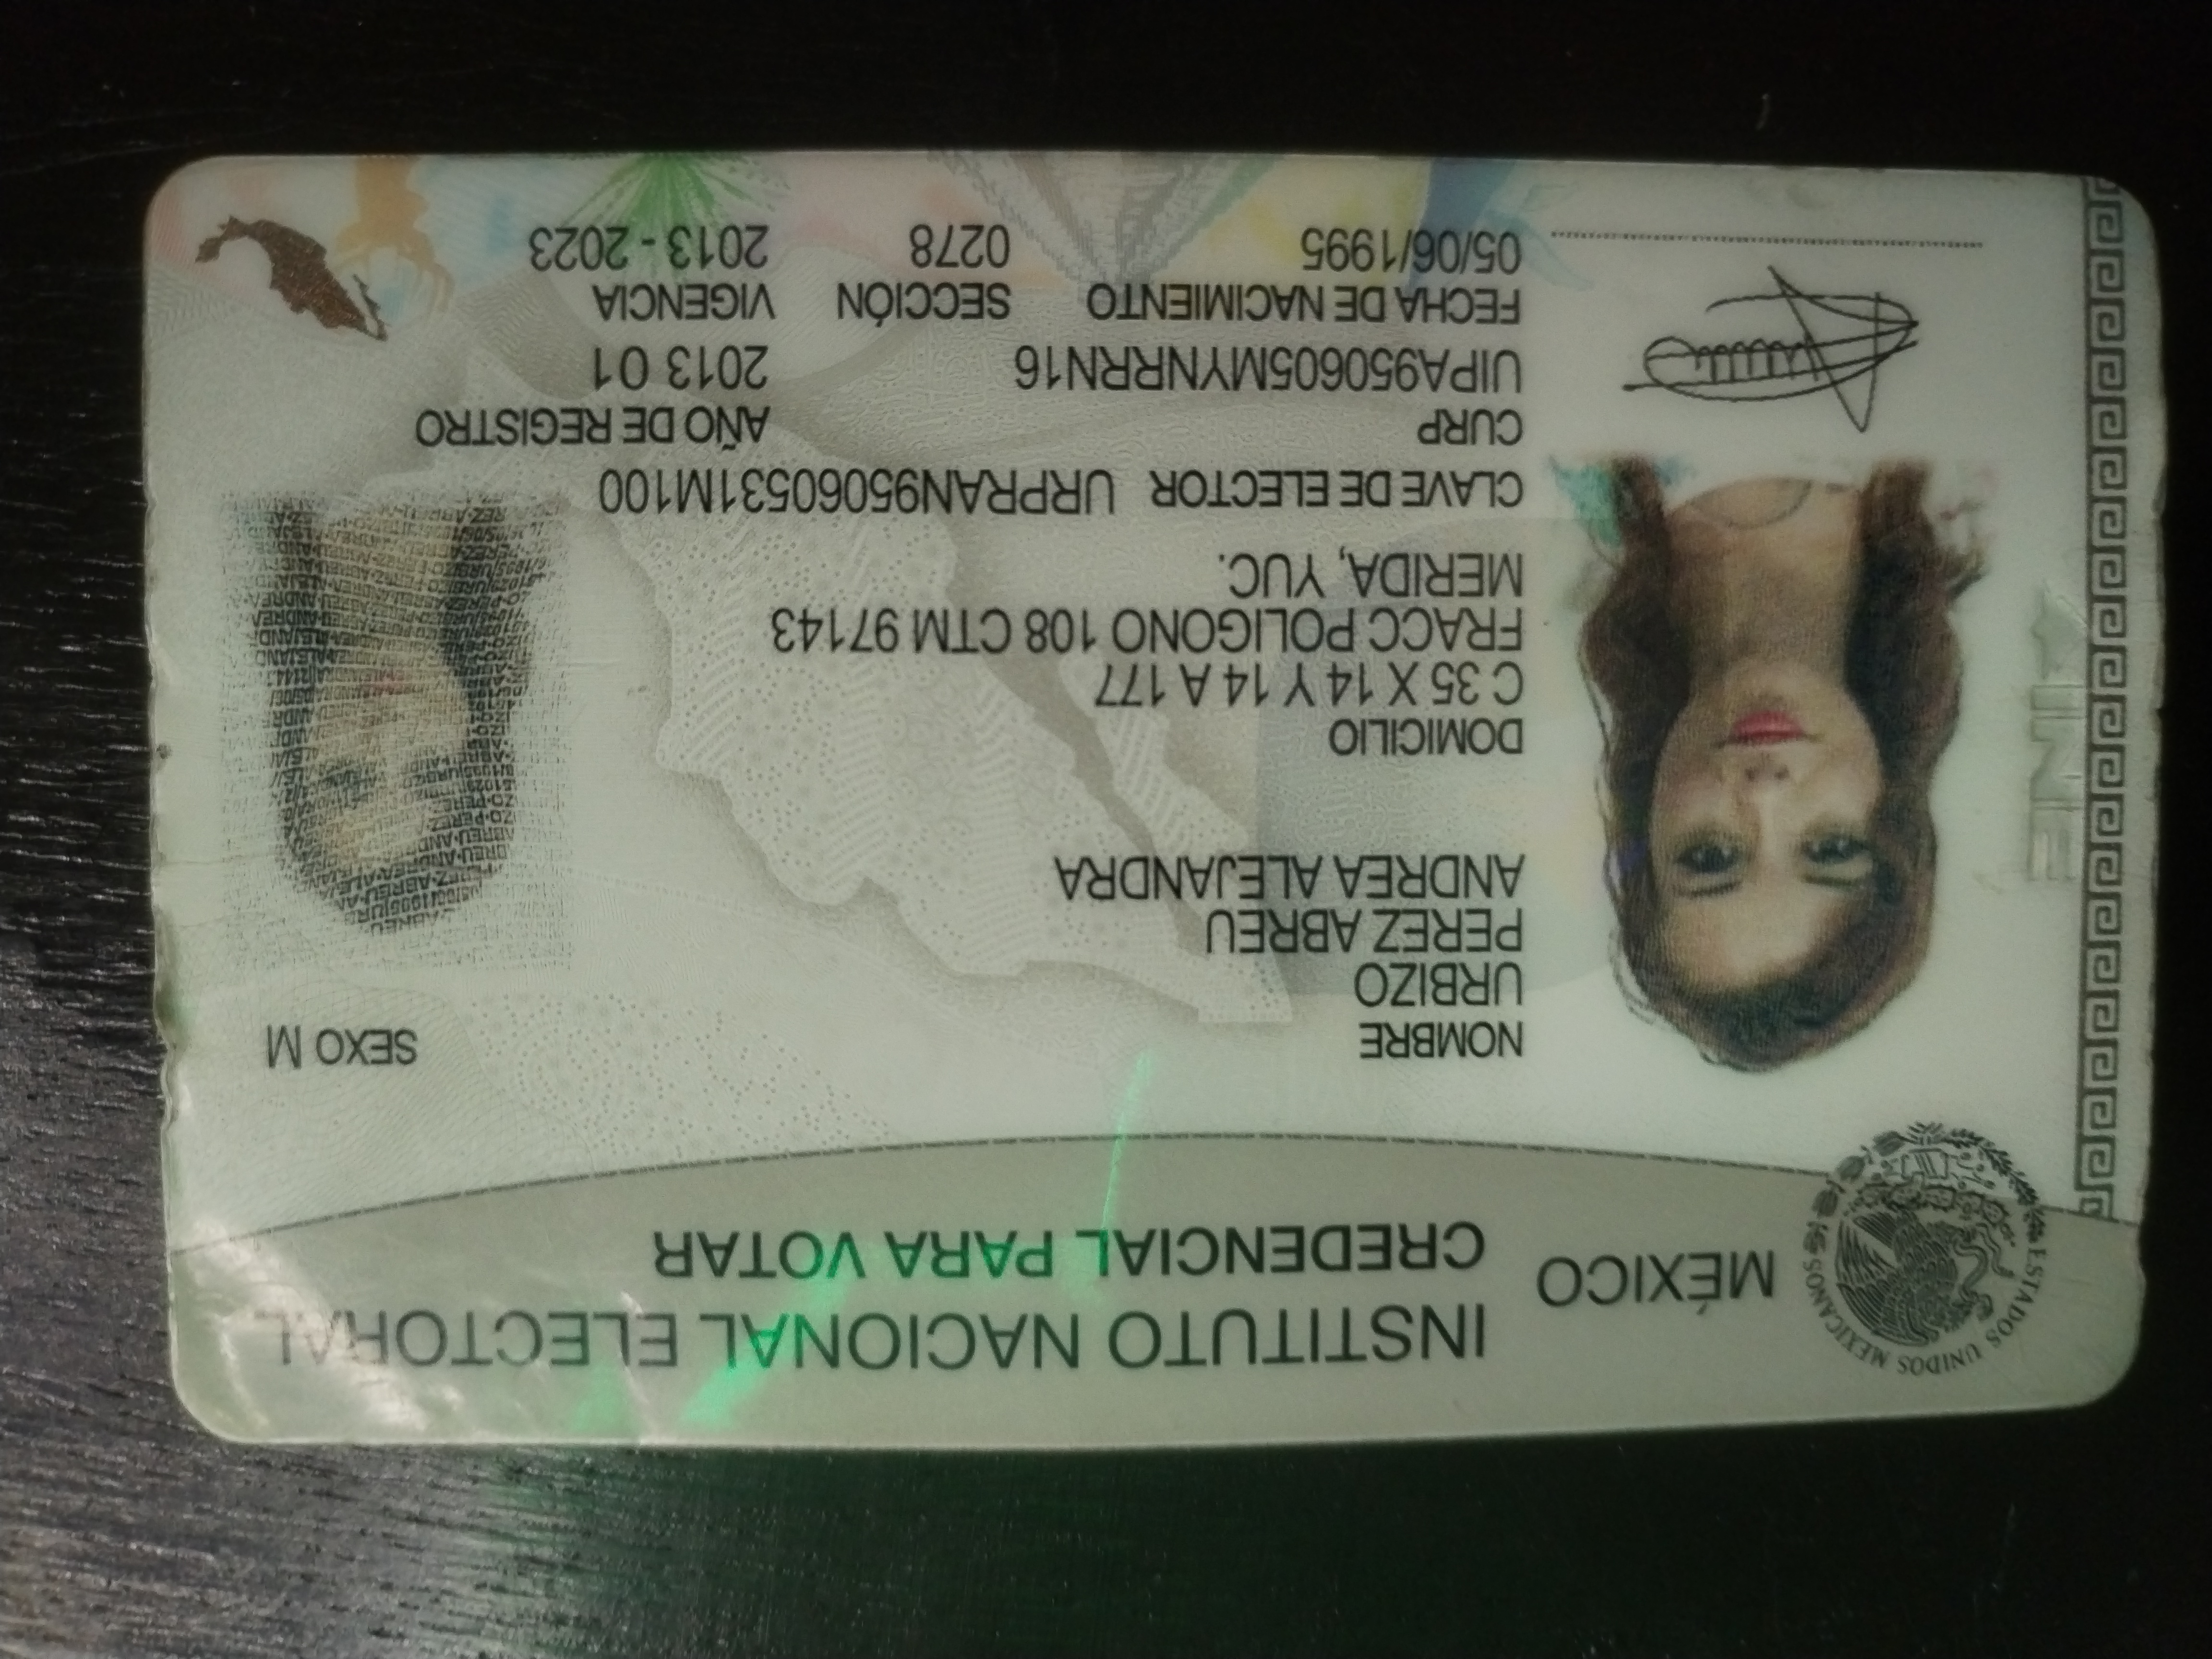 MÉXICO
INSTITUTO NACIONAL ELECTORAL
CREDENCIAL PARA VOTAR
ESTADOS UNIDOS MEXICANOS
NOMBRE
URBIZO
PEREZ ABREU
ANDREA ALEJANDRA
SEXO M
DOMICILIO
C 35 X 14 Y 14 A 177
FRACC POLIGONO 108 CTM 97143
MERIDA, YUC.
CLAVE DE ELECTOR URPRAN95060531M100
CURP
UIPA950605MYNRRN16
AÑO DE REGISTRO
2013 01
FECHA DE NACIMIENTO
05/06/1995
SECCIÓN
0278
VIGENCIA
2013 - 2023
INE